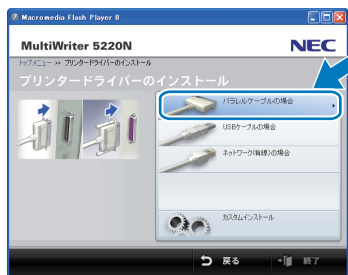 Macromedia Flash Player 8
MultiWriter 5220N
NEC
トップメニュー >> プリンタードライバーのインストール
プリンタードライバーのインストール
パラレルケーブルの場合
USBケーブルの場合
ネットワーク(有線)の場合
カスタムインストール
戻る
終了